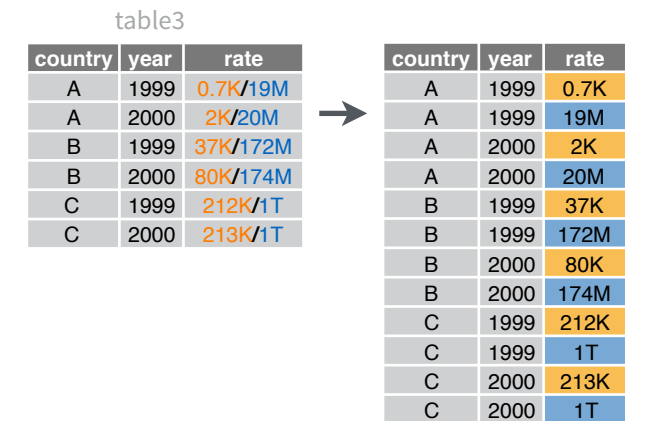 table3
country year rate
A 1999 0.7K/19M
A 2000 2K/20M
B 1999 37K/172M
B 2000 80K/174M
C 1999 212K/1T
C 2000 213K/1T
country year rate
A 1999 0.7K
A 1999 19M
A 2000 2K
A 2000 20M
B 1999 37K
B 1999 172M
B 2000 80K
B 2000 174M
C 1999 212K
C 1999 1T
C 2000 213K
C 2000 1T